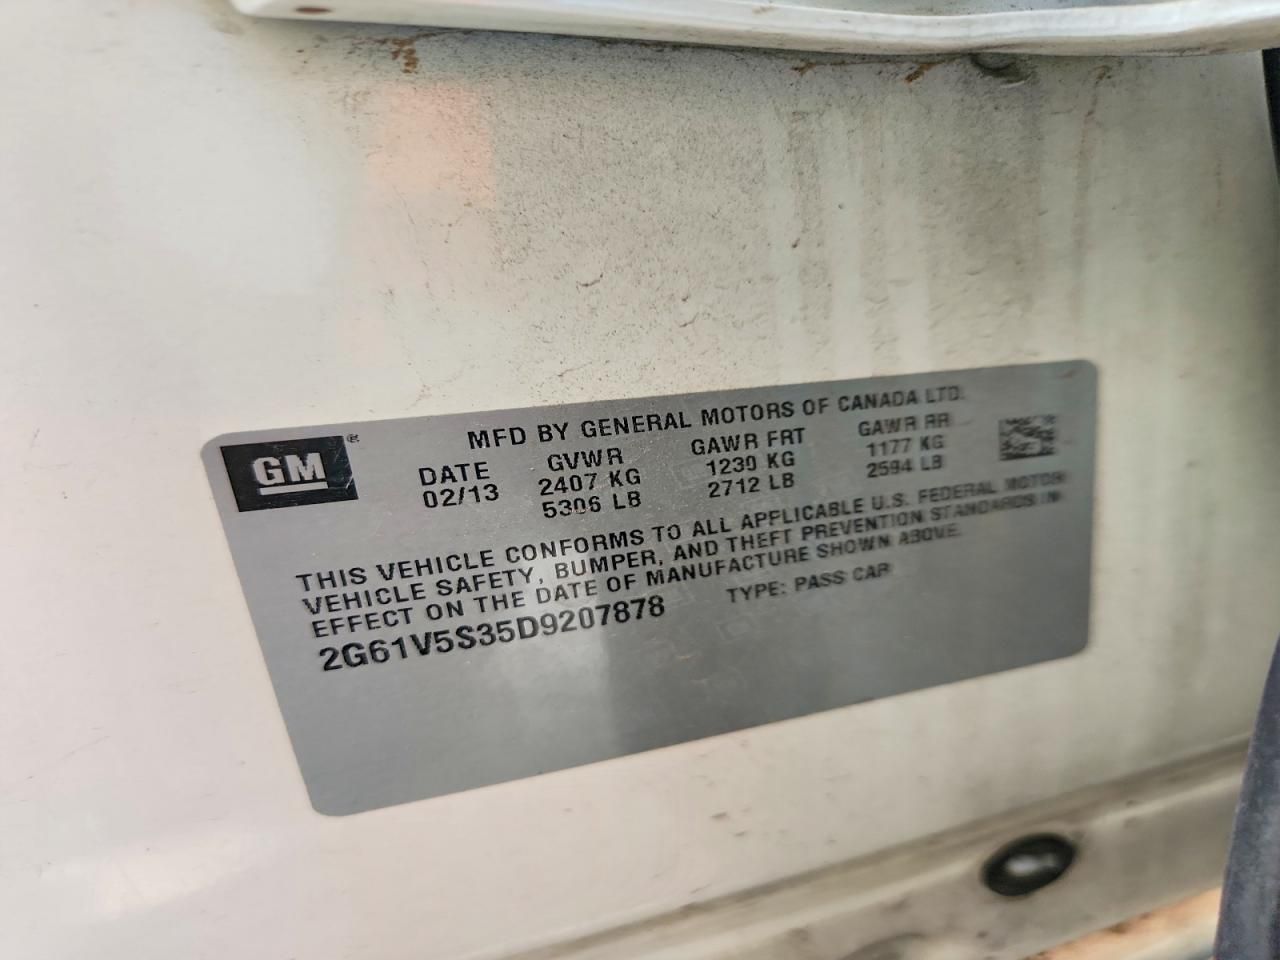 GM ®
MFD BY GENERAL MOTORS OF CANADA LTD.
DATE GVWR GAWR FRT GAWR RR
02/13 2407 KG 1230 KG 1177 KG
5306 LB 2712 LB 2594 LB
THIS VEHICLE CONFORMS TO ALL APPLICABLE U.S. FEDERAL MOTOR
VEHICLE SAFETY, BUMPER, AND THEFT PREVENTION STANDARDS IN
EFFECT ON THE DATE OF MANUFACTURE SHOWN ABOVE.
2G61V5S35D9207878 TYPE: PASS CAR